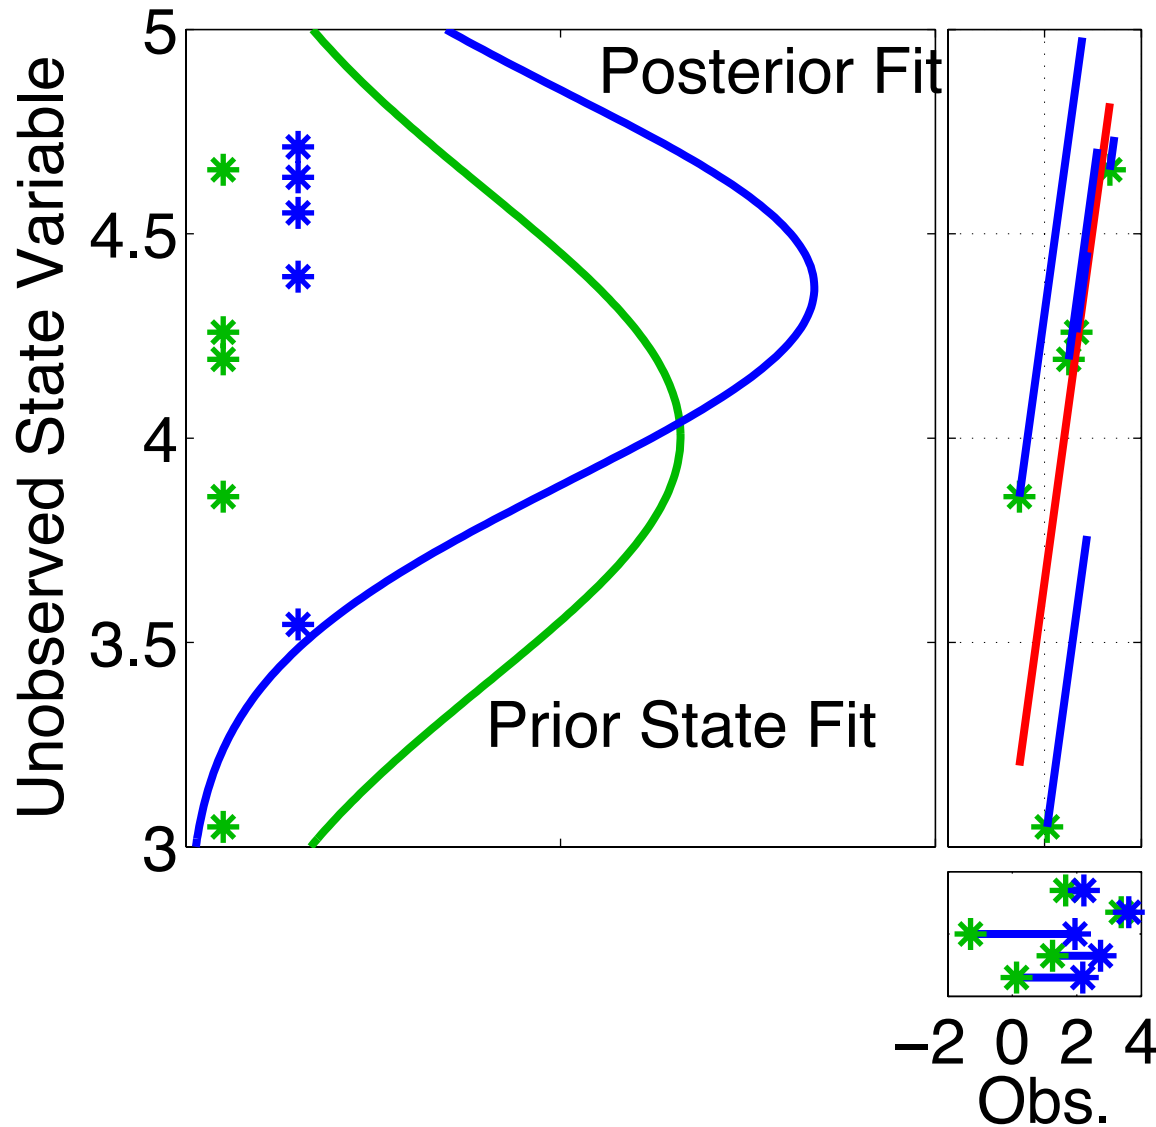 Unobserved State Variable
5
4.5
4
3.5
3
Posterior Fit
Prior State Fit
−2 0 2 4
Obs.